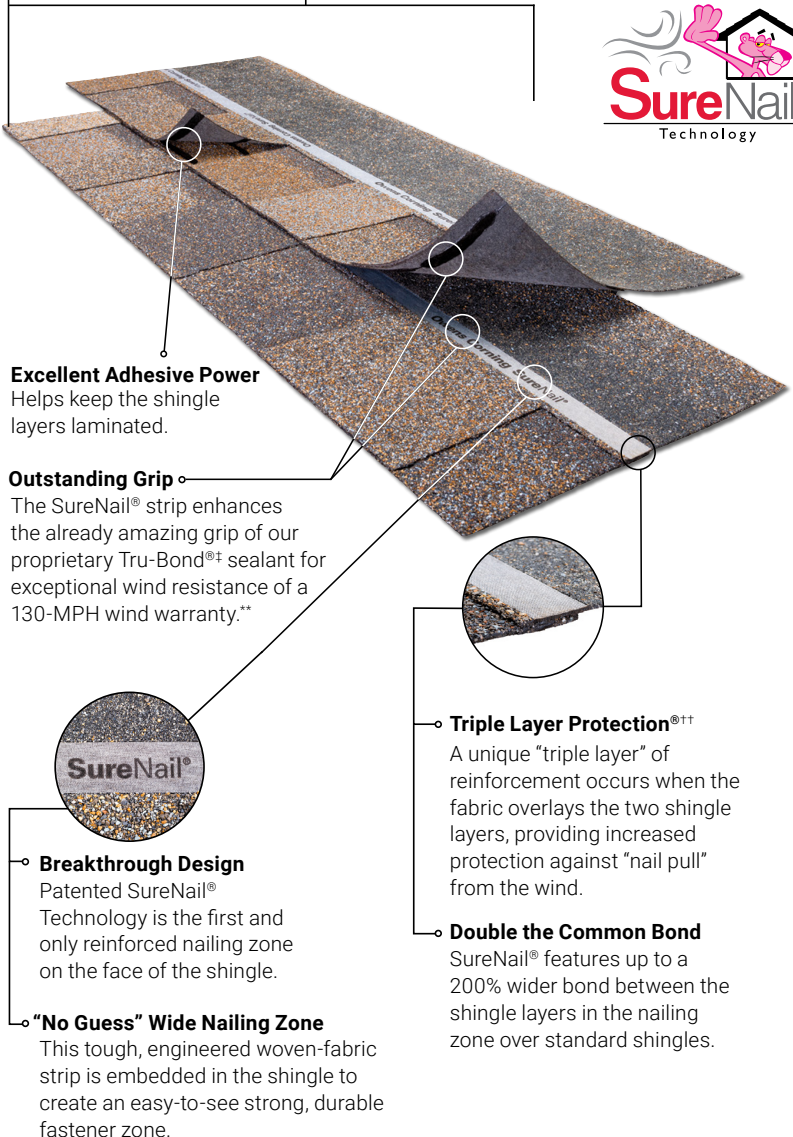 SureNail
Technology
Owens Corning SureNail®
Excellent Adhesive Power
Helps keep the shingle
layers laminated.
Outstanding Grip
The SureNail® strip enhances
the already amazing grip of our
proprietary Tru-Bond®‡ sealant for
exceptional wind resistance of a
130-MPH wind warranty.**
SureNail®
Breakthrough Design
Patented SureNail®
Technology is the first and
only reinforced nailing zone
on the face of the shingle.
“No Guess” Wide Nailing Zone
This tough, engineered woven-fabric
strip is embedded in the shingle to
create an easy-to-see strong, durable
fastener zone.
Triple Layer Protection®††
A unique “triple layer” of
reinforcement occurs when the
fabric overlays the two shingle
layers, providing increased
protection against “nail pull”
from the wind.
Double the Common Bond
SureNail® features up to a
200% wider bond between the
shingle layers in the nailing
zone over standard shingles.